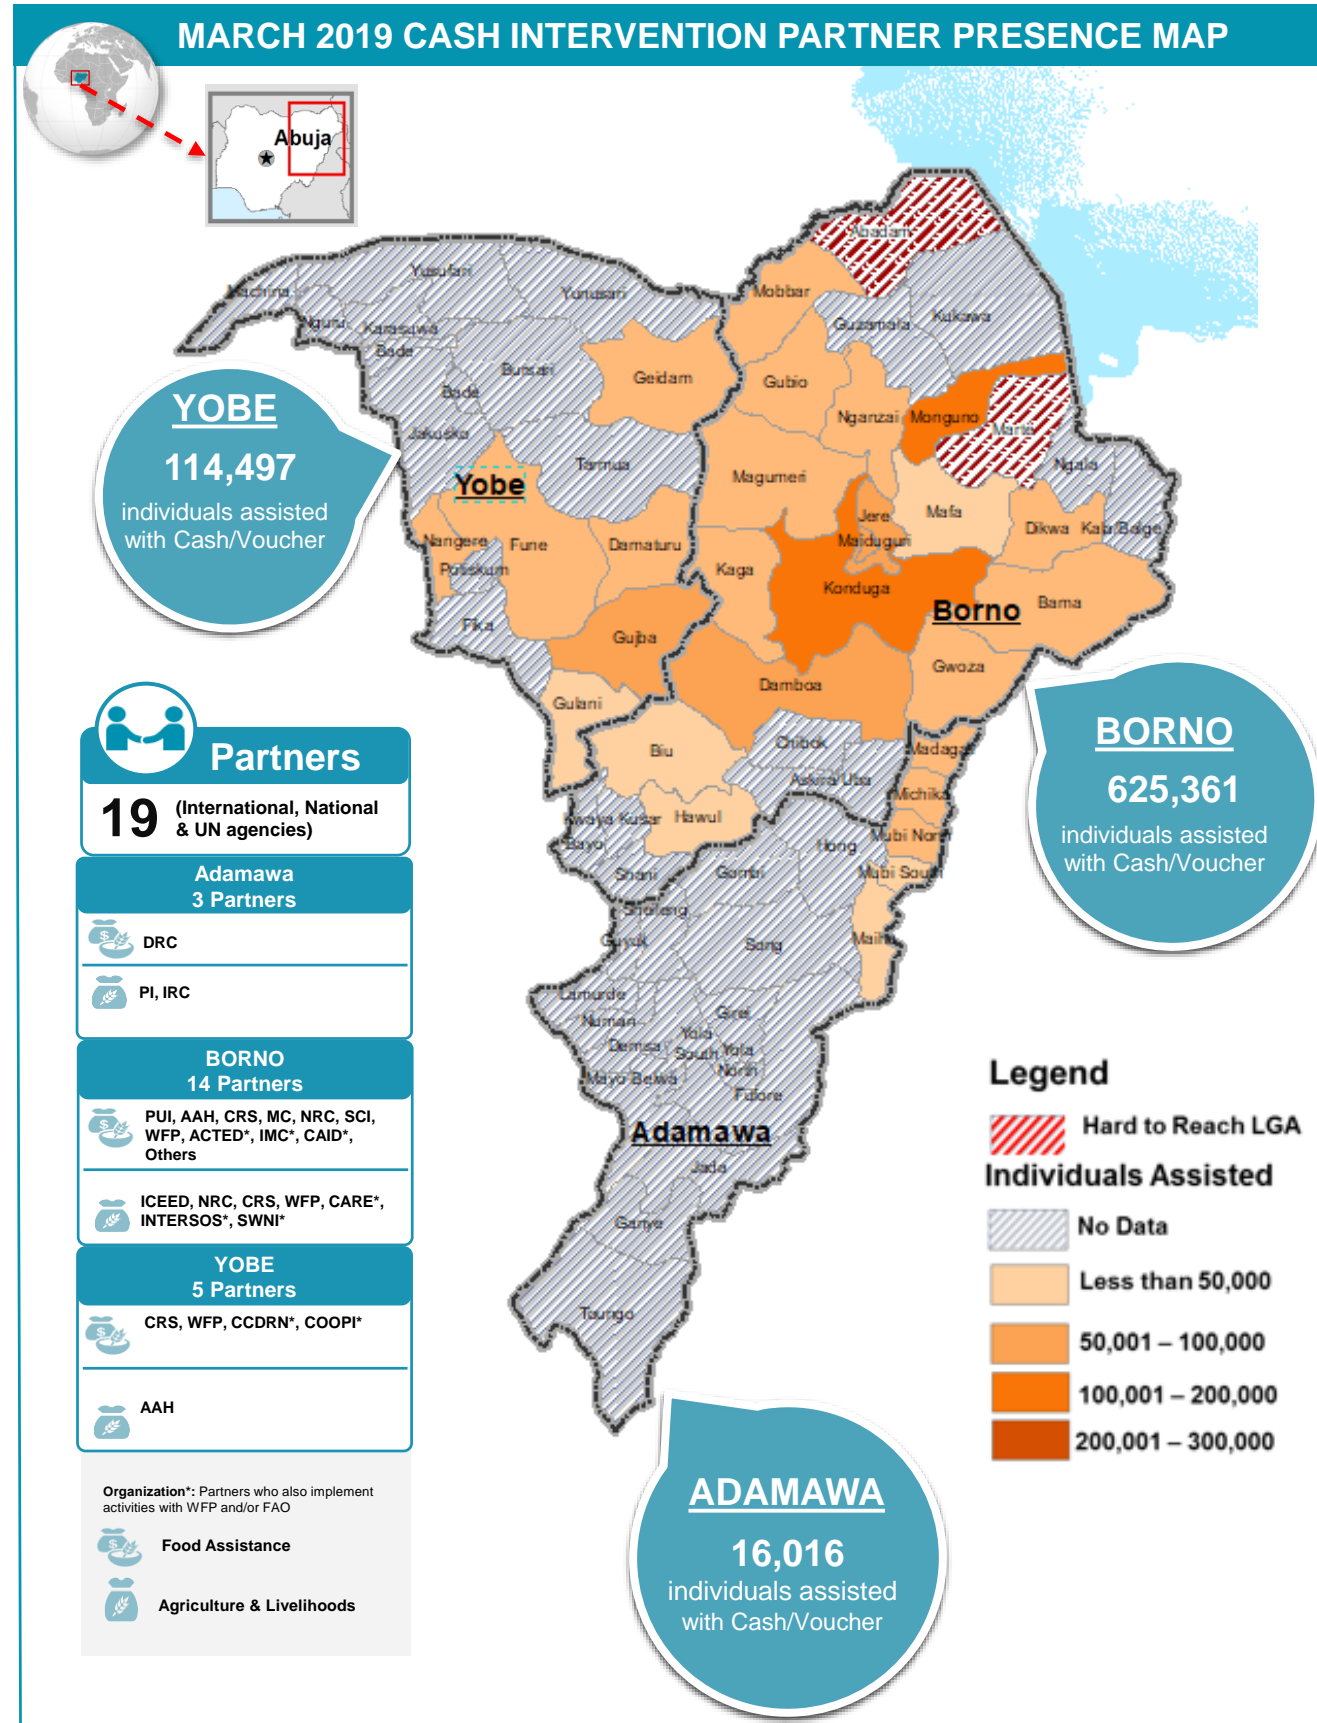 MARCH 2019 CASH INTERVENTION PARTNER PRESENCE MAP
Abuja
Abadam
Yusufari
Machina
Yunusari
Mobbar
Nguru
Karasuwa
Guzamala
Kukawa
Bade
Bursari
Geidam
Gubio
Bade
Nganzai
Monguno
Marte
Jakusko
Tarmua
Ngala
Yobe
Magumeri
Mafa
Jere
Dikwa
Kala/Balge
Maiduguri
Nangere
Fune
Damaturu
Potiskum
Kaga
Konduga
Borno
Bama
Fika
Gujba
Gwoza
Damboa
Gulani
Biu
Chibok
Madagali
Askira/Uba
Michika
Kwaya Kusar
Hawul
Mubi North
Bayo
Hong
Shani
Gombi
Mubi South
Shelleng
Guyuk
Song
Maiha
Lamurde
Girei
Numan
Demsa
Yola
South
Yola
North
Mayo Belwa
Fufore
Adamawa
Jada
Ganye
Toungo
YOBE
114,497
individuals assisted
with Cash/Voucher
BORNO
625,361
individuals assisted
with Cash/Voucher
ADAMAWA
16,016
individuals assisted
with Cash/Voucher
Partners
19 (International, National
& UN agencies)
Adamawa
3 Partners
DRC
PI, IRC
BORNO
14 Partners
PUI, AAH, CRS, MC, NRC, SCI,
WFP, ACTED*, IMC*, CAID*,
Others
ICEED, NRC, CRS, WFP, CARE*,
INTERSOS*, SWNI*
YOBE
5 Partners
CRS, WFP, CCDRN*, COOPI*
AAH
Organization*: Partners who also implement
activities with WFP and/or FAO
Food Assistance
Agriculture & Livelihoods
Legend
Hard to Reach LGA
Individuals Assisted
No Data
Less than 50,000
50,001 – 100,000
100,001 – 200,000
200,001 – 300,000